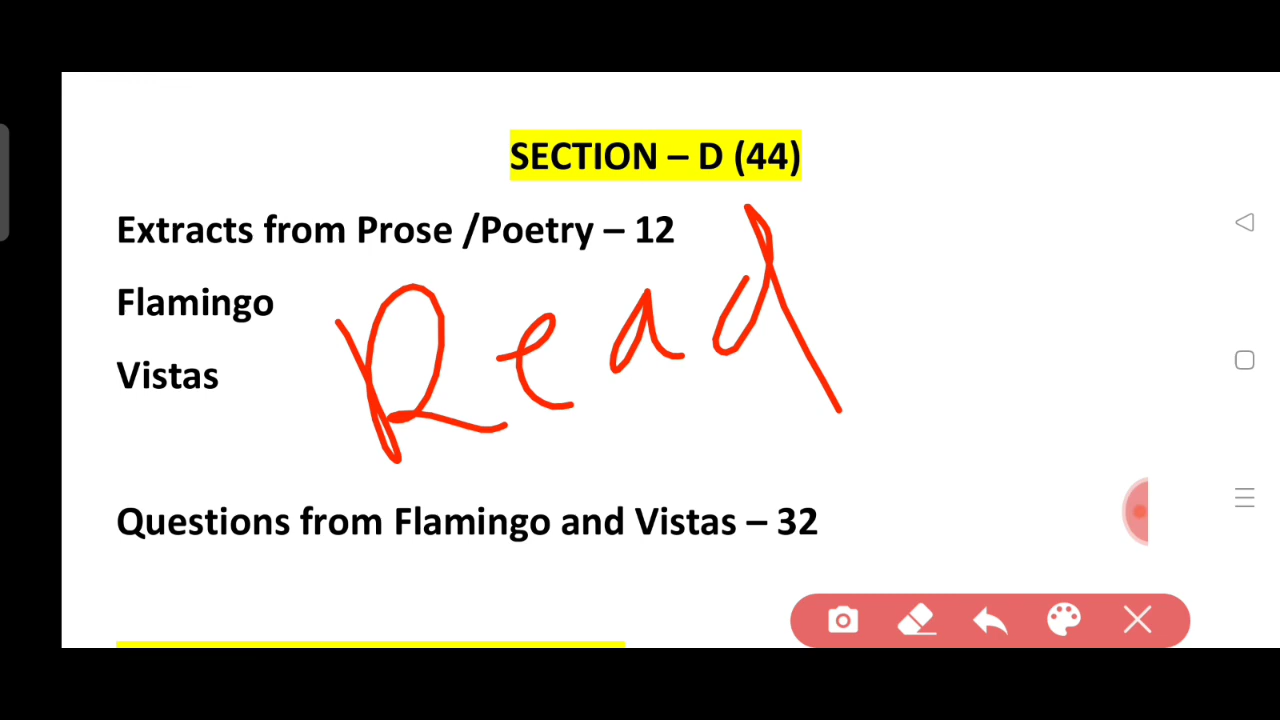 SECTION – D (44)
Extracts from Prose /Poetry – 12
Flamingo
Read
Vistas
Questions from Flamingo and Vistas – 32